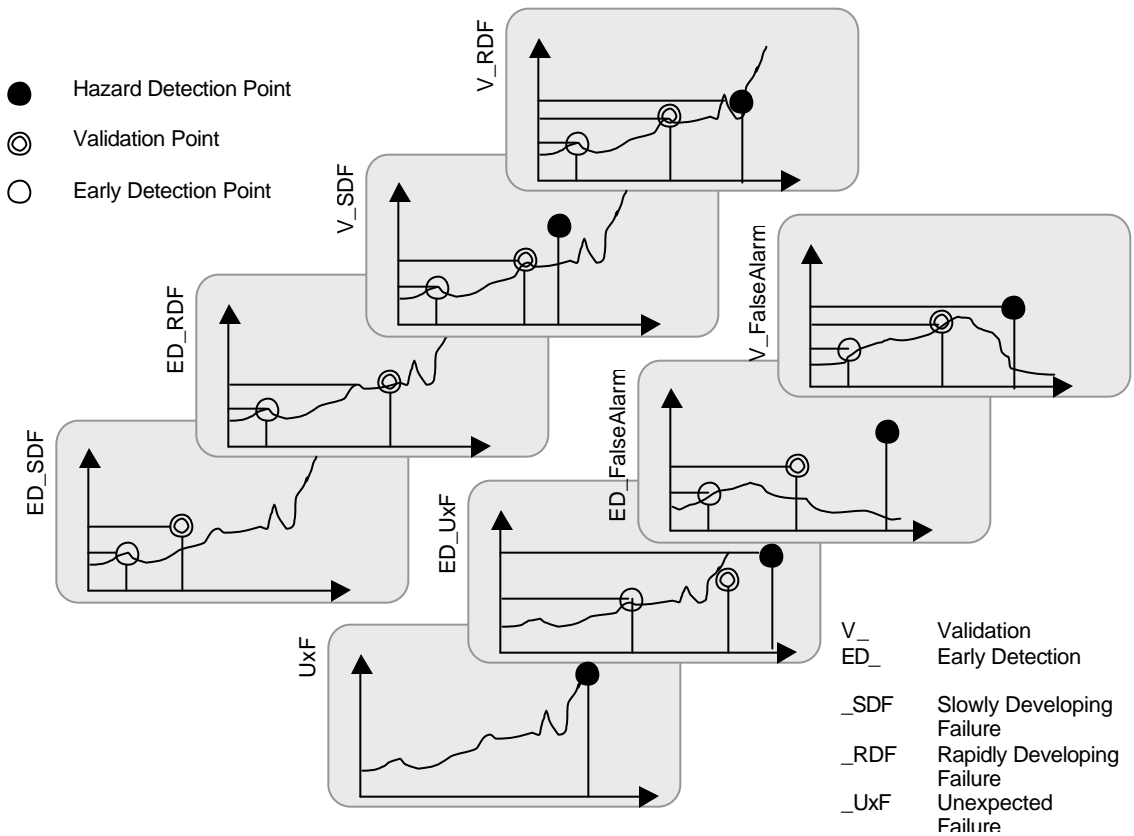 Hazard Detection Point
Validation Point
Early Detection Point
V_RDF
V_SDF
ED_RDF
ED_SDF
V_FalseAlarm
ED_FalseAlarm
ED_UxF
UxF
V_ Validation
ED_ Early Detection
_SDF Slowly Developing
Failure
_RDF Rapidly Developing
Failure
_UxF Unexpected
Failure